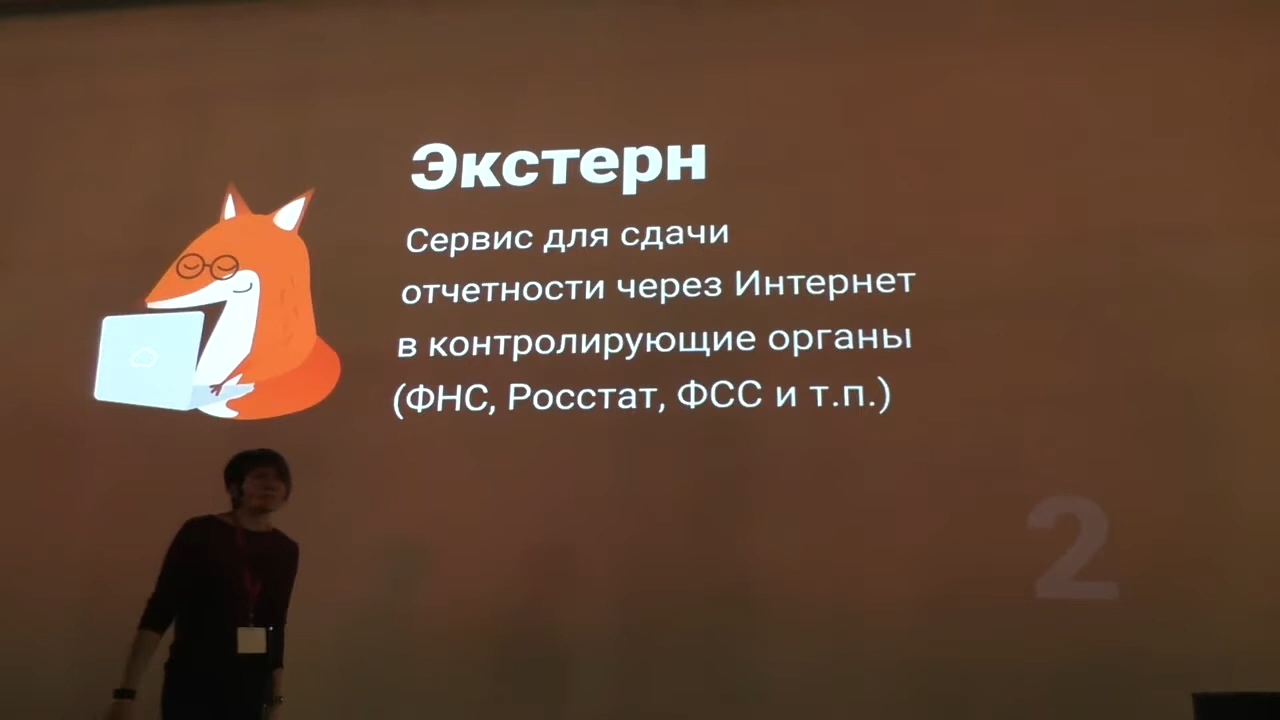 Экстерн
Сервис для сдачи
отчетности через Интернет
в контролирующие органы
(ФНС, Росстат, ФСС и т.п.)
2